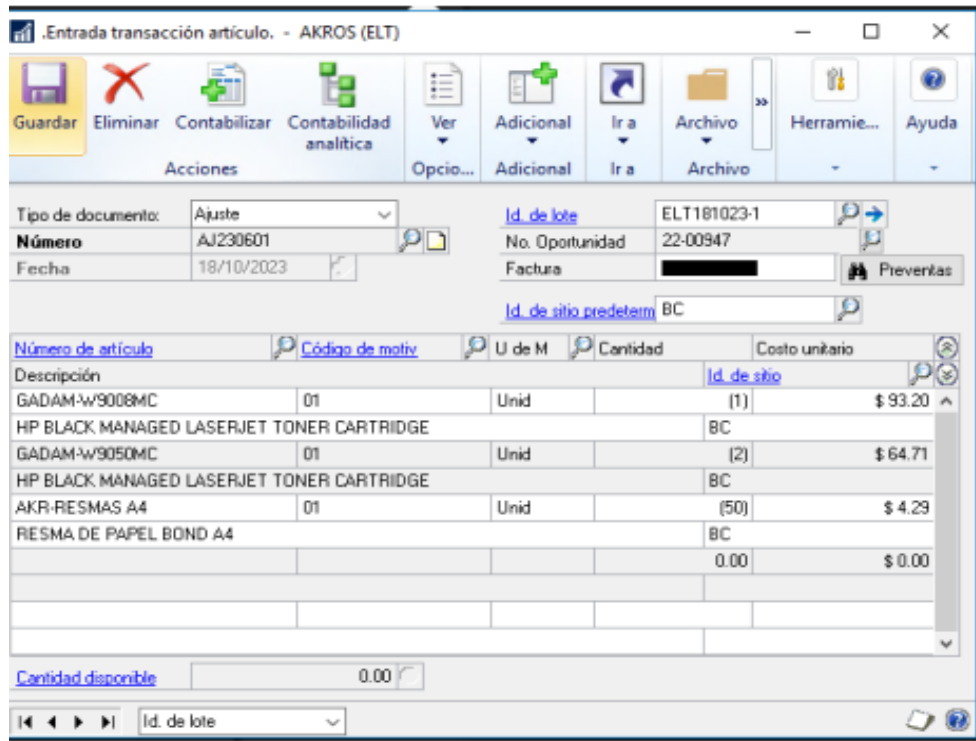 .Entrada transacción artículo. - AKROS (ELT)
Guardar Eliminar Contabilizar Contabilidad analítica Ver Adicional Ir a Archivo Herramie... Ayuda
Acciones Opcio... Adicional Ir a Archivo
Tipo de documento: Ajuste Id. de lote ELT181023-1
Número AJ230601 No. Oportunidad 22-00947
Fecha 18/10/2023 Factura Preventas
Id. de sitio predeterm BC
Número de artículo Código de motiv U de M Cantidad Costo unitario
Descripción Id. de sitio
GADAM-W9008MC 01 Unid (1) $ 93.20
HP BLACK MANAGED LASERJET TONER CARTRIDGE BC
GADAM-W9050MC 01 Unid (2) $ 64.71
HP BLACK MANAGED LASERJET TONER CARTRIDGE BC
AKR-RESMAS A4 01 Unid (50) $ 4.29
RESMA DE PAPEL BOND A4 BC
0.00 $ 0.00
Cantidad disponible 0.00
Id. de lote